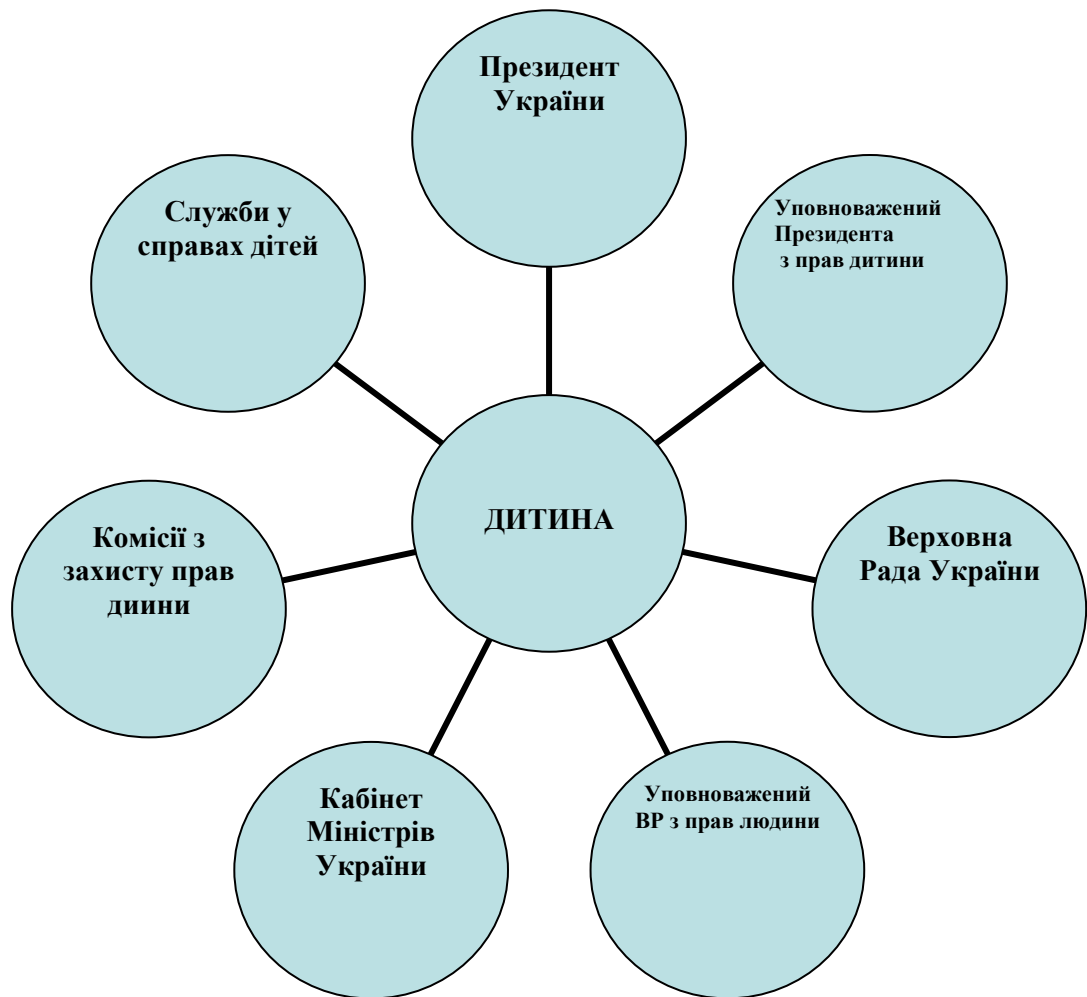 Президент
України
Уповноважений
Президента
з прав дитини
Верховна
Рада України
Уповноважений
ВР з прав людини
Кабінет
Міністрів
України
Комісії з
захисту прав
диини
Служби у
справах дітей
ДИТИНА